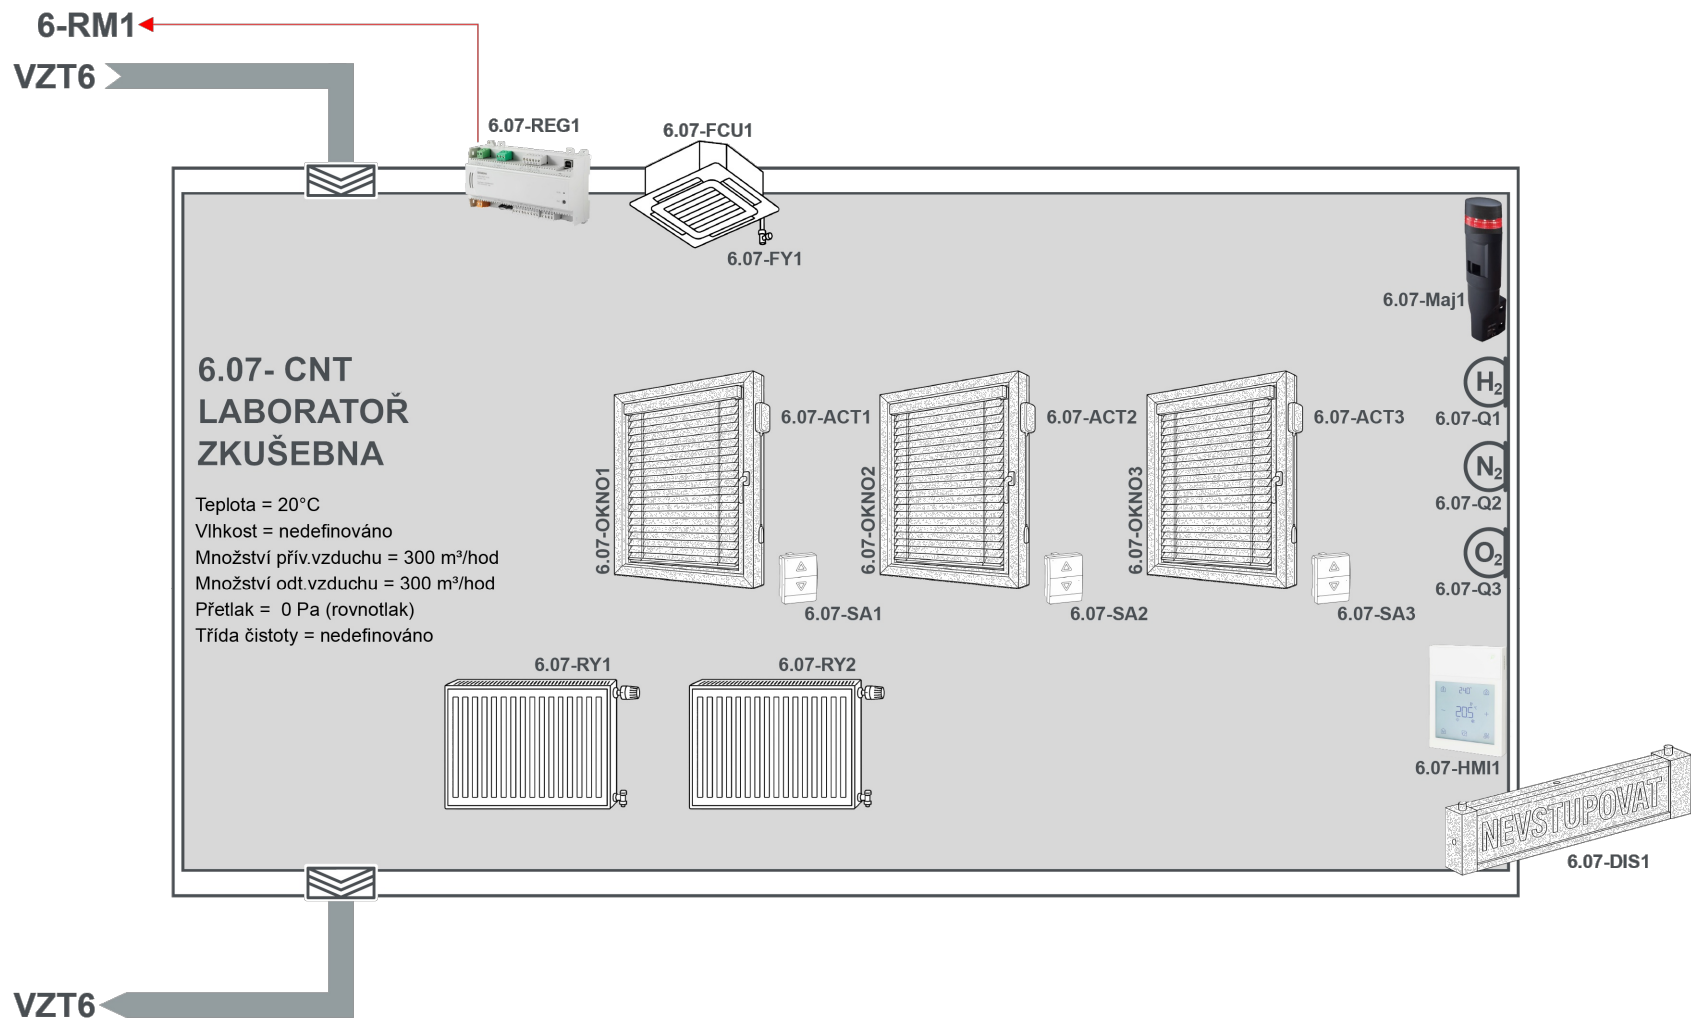 6-RM1
VZT6
6.07-REG1
6.07-FCU1
6.07-FY1
6.07-Maj1
6.07- CNT
LABORATOŘ
ZKUŠEBNA
Teplota = 20°C
Vlhkost = nedefinováno
Množství přív.vzduchu = 300 m³/hod
Množství odt.vzduchu = 300 m³/hod
Přetlak =  0 Pa (rovnotlak)
Třída čistoty = nedefinováno
6.07-OKNO1
6.07-ACT1
6.07-SA1
6.07-OKNO2
6.07-ACT2
6.07-SA2
6.07-OKNO3
6.07-ACT3
6.07-SA3
H2
6.07-Q1
N2
6.07-Q2
O2
6.07-Q3
6.07-RY1
6.07-RY2
6.07-HMI1
NEVSTUPOVAT
6.07-DIS1
VZT6